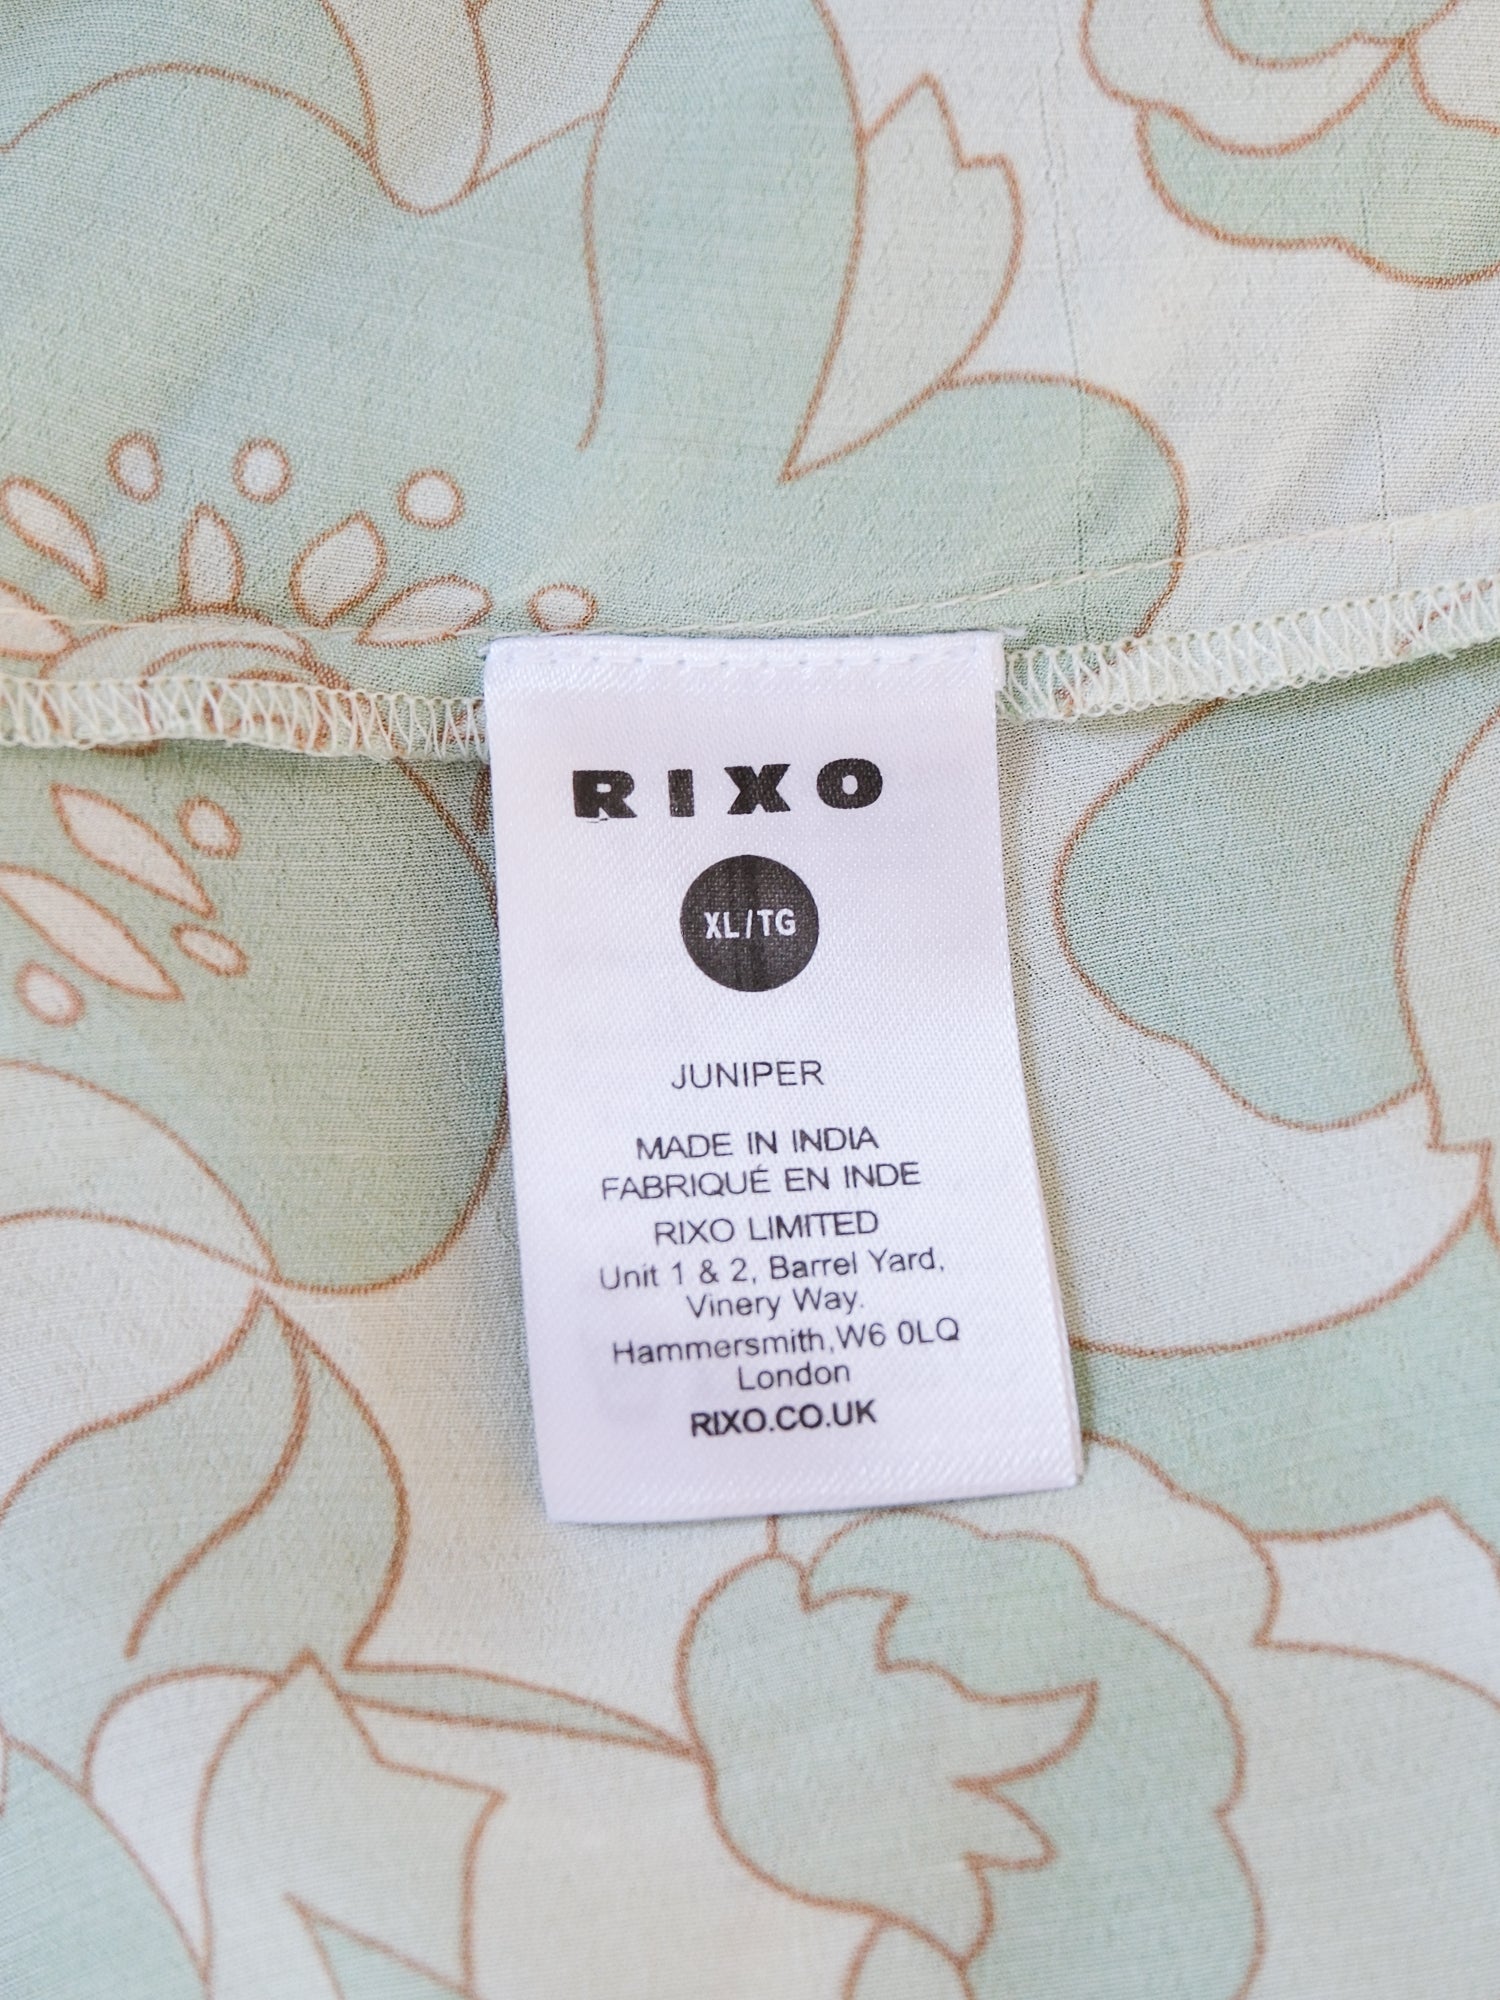 RIXO
XL/TG
JUNIPER
MADE IN INDIA
FABRIQUÉ EN INDE
RIXO LIMITED
Unit 1 & 2, Barrel Yard,
Vinery Way.
Hammersmith,W6 0LQ
London
RIXO.CO.UK